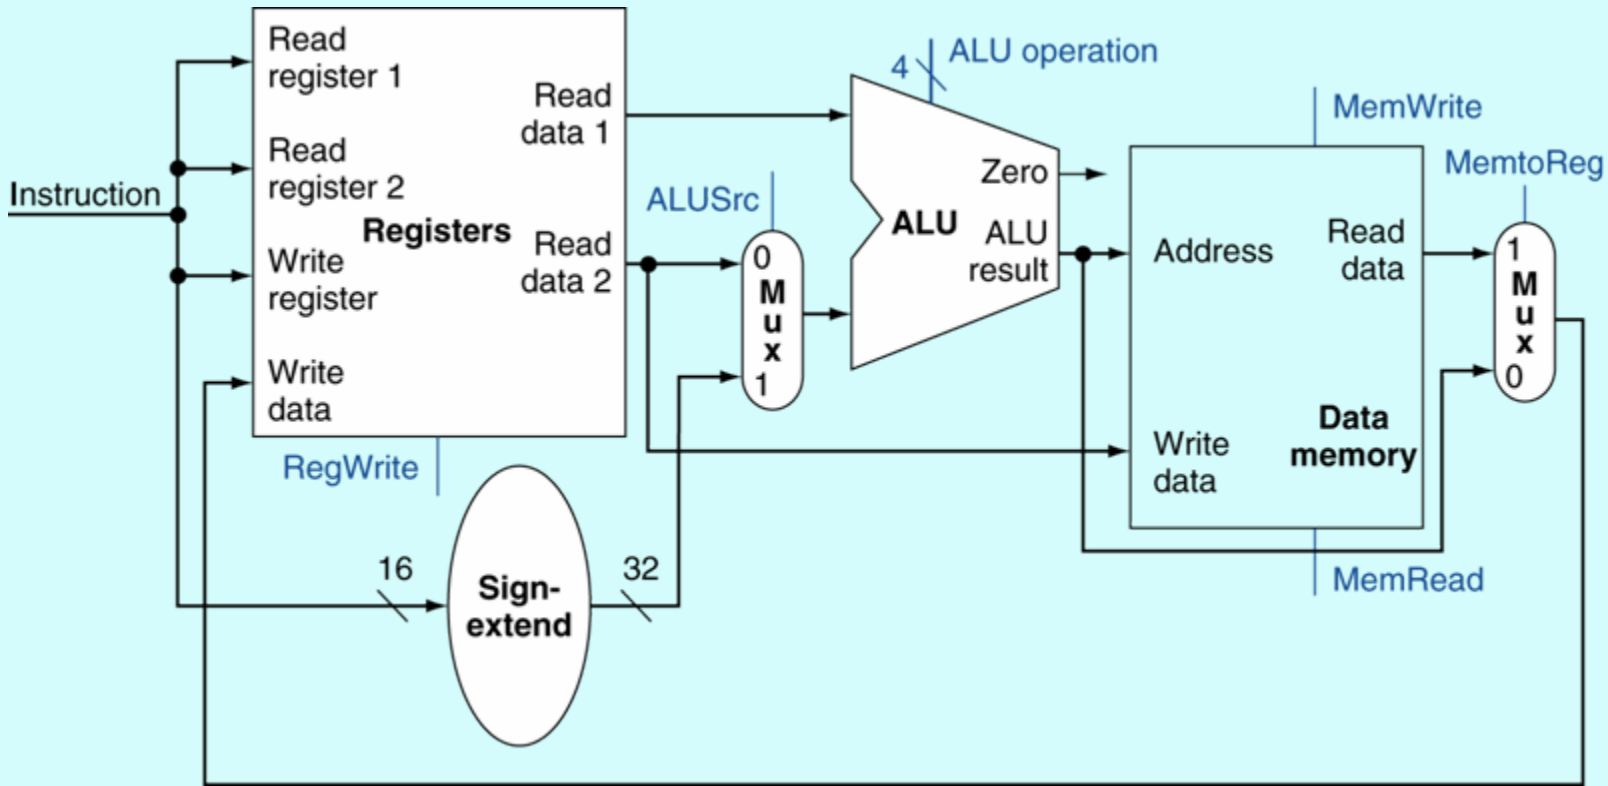 Instruction
Read
register 1
Read
register 2
Registers
Write
register
Write
data
Read
data 1
Read
data 2
RegWrite
16
Sign-
extend
32
ALUSrc
0
M
u
x
1
4
ALU operation
Zero
ALU
ALU
result
MemWrite
Address
Read
data
Write
data
Data
memory
MemRead
MemtoReg
1
M
u
x
0